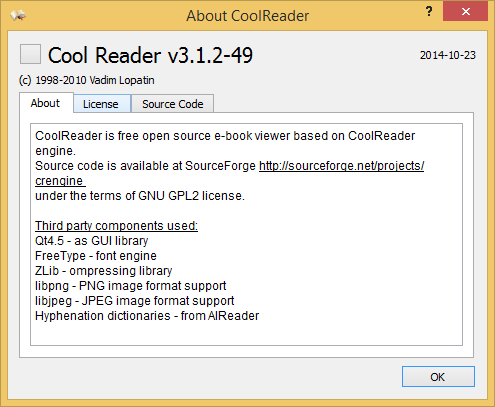 About CoolReader
?
Cool Reader v3.1.2-49
2014-10-23
(c) 1998-2010 Vadim Lopatin
About
License
Source Code
CoolReader is free open source e-book viewer based on CoolReader
engine.
Source code is available at SourceForge http://sourceforge.net/projects/
crengine
under the terms of GNU GPL2 license.
Third party components used:
Qt4.5 - as GUI library
FreeType - font engine
ZLib - ompressing library
libpng - PNG image format support
libjpeg - JPEG image format support
Hyphenation dictionaries - from AlReader
OK